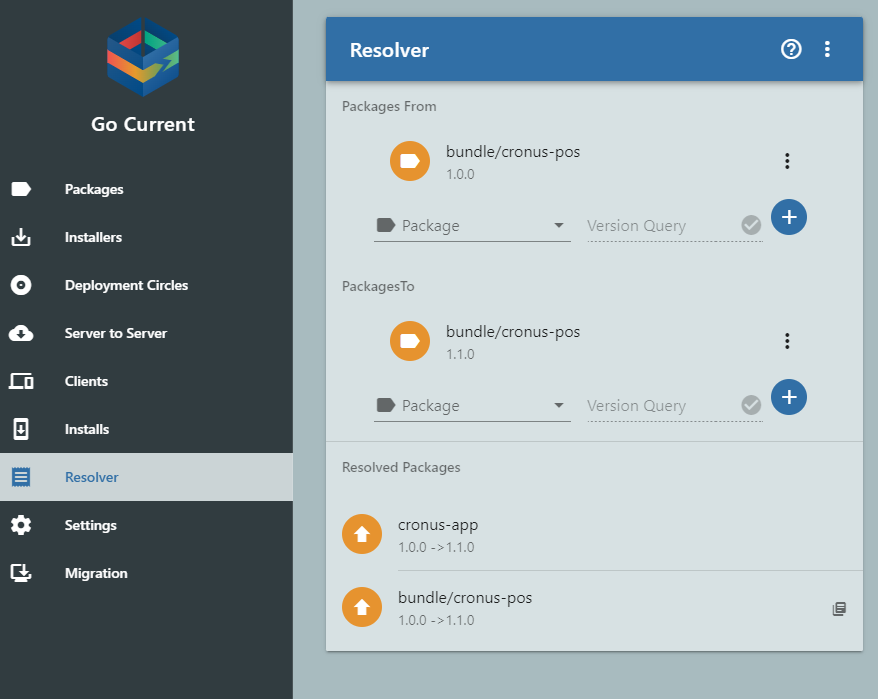 Go Current
Packages
Installers
Deployment Circles
Server to Server
Clients
Installs
Resolver
Settings
Migration
Resolver
Packages From
bundle/cronus-pos
1.0.0
Package
Version Query
PackagesTo
bundle/cronus-pos
1.1.0
Package
Version Query
Resolved Packages
cronus-app
1.0.0 ->1.1.0
bundle/cronus-pos
1.0.0 ->1.1.0